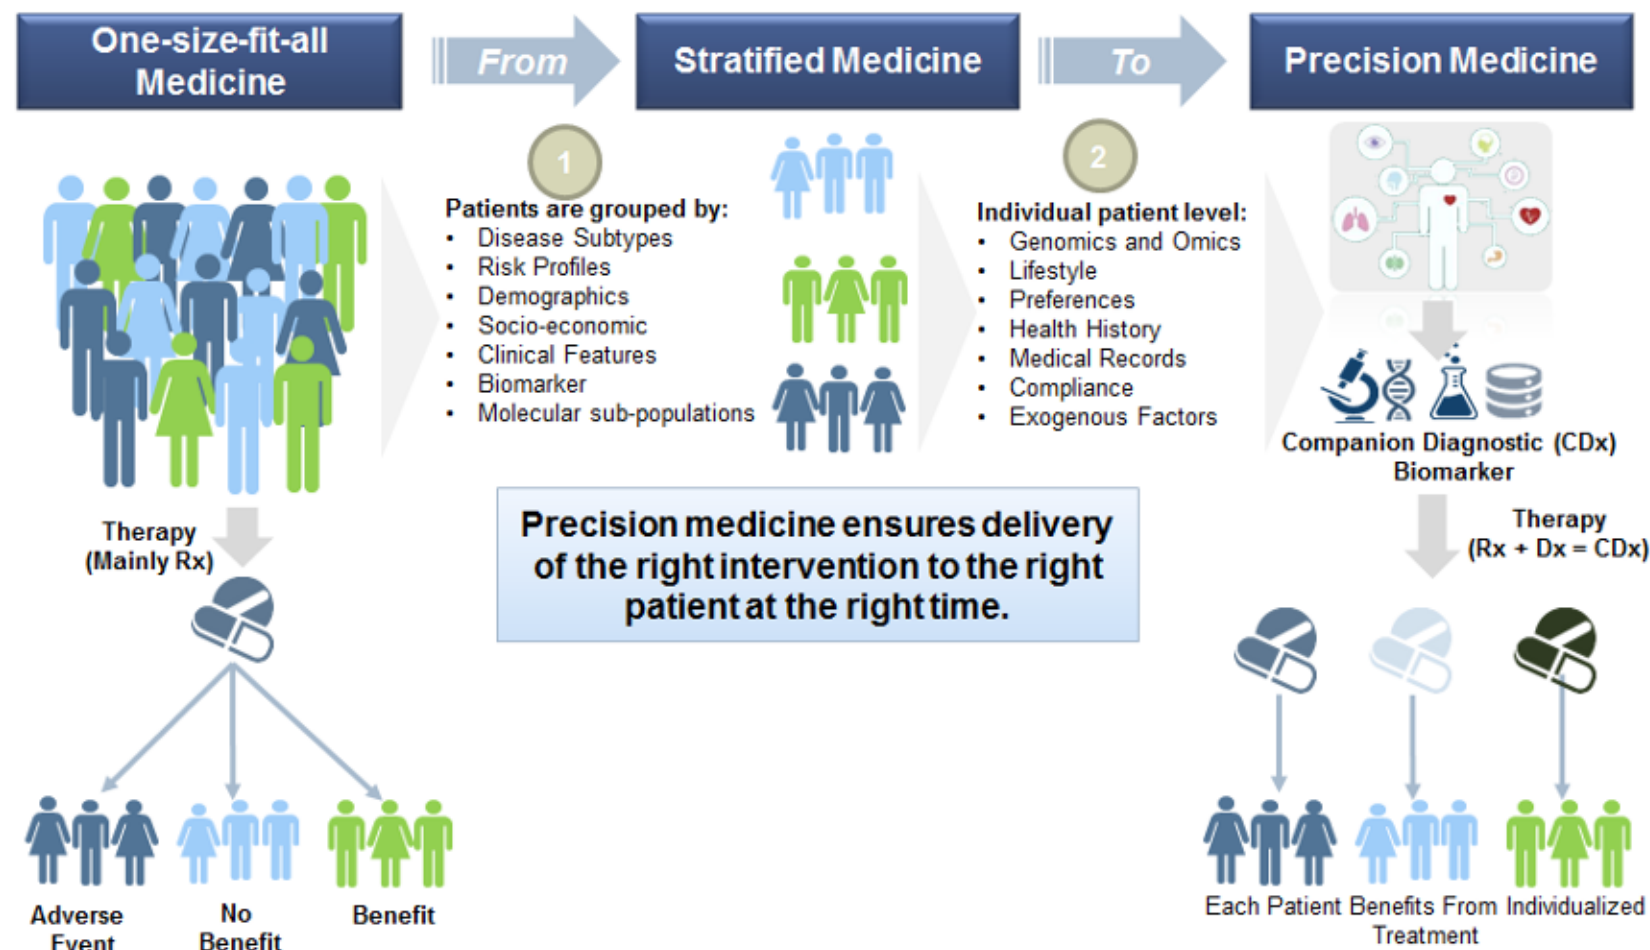 One-size-fit-all
Medicine
From
Stratified Medicine
To
Precision Medicine
1
Patients are grouped by:
• Disease Subtypes
• Risk Profiles
• Demographics
• Socio-economic
• Clinical Features
• Biomarker
• Molecular sub-populations
2
Individual patient level:
• Genomics and Omics
• Lifestyle
• Preferences
• Health History
• Medical Records
• Compliance
• Exogenous Factors
Companion Diagnostic (CDx)
Biomarker
Therapy
(Mainly Rx)
Precision medicine ensures delivery
of the right intervention to the right
patient at the right time.
Therapy
(Rx + Dx = CDx)
Adverse
Event
No
Benefit
Benefit
Each Patient
Benefits From
Treatment
Individualized